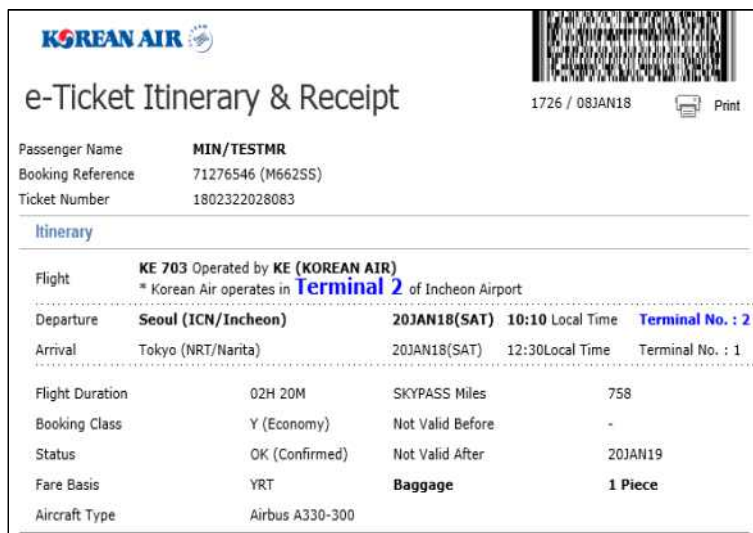 KOREAN AIR
e-Ticket Itinerary & Receipt
1726 / 08JAN18 Print
Passenger Name MIN/TESTMR
Booking Reference 71276546 (M662SS)
Ticket Number 1802322028083
Itinerary
Flight KE 703 Operated by KE (KOREAN AIR)
* Korean Air operates in Terminal 2 of Incheon Airport
Departure Seoul (ICN/Incheon) 20JAN18(SAT) 10:10 Local Time Terminal No. : 2
Arrival Tokyo (NRT/Narita) 20JAN18(SAT) 12:30Local Time Terminal No. : 1
Flight Duration 02H 20M SKYPASS Miles 758
Booking Class Y (Economy) Not Valid Before -
Status OK (Confirmed) Not Valid After 20JAN19
Fare Basis YRT Baggage 1 Piece
Aircraft Type Airbus A330-300